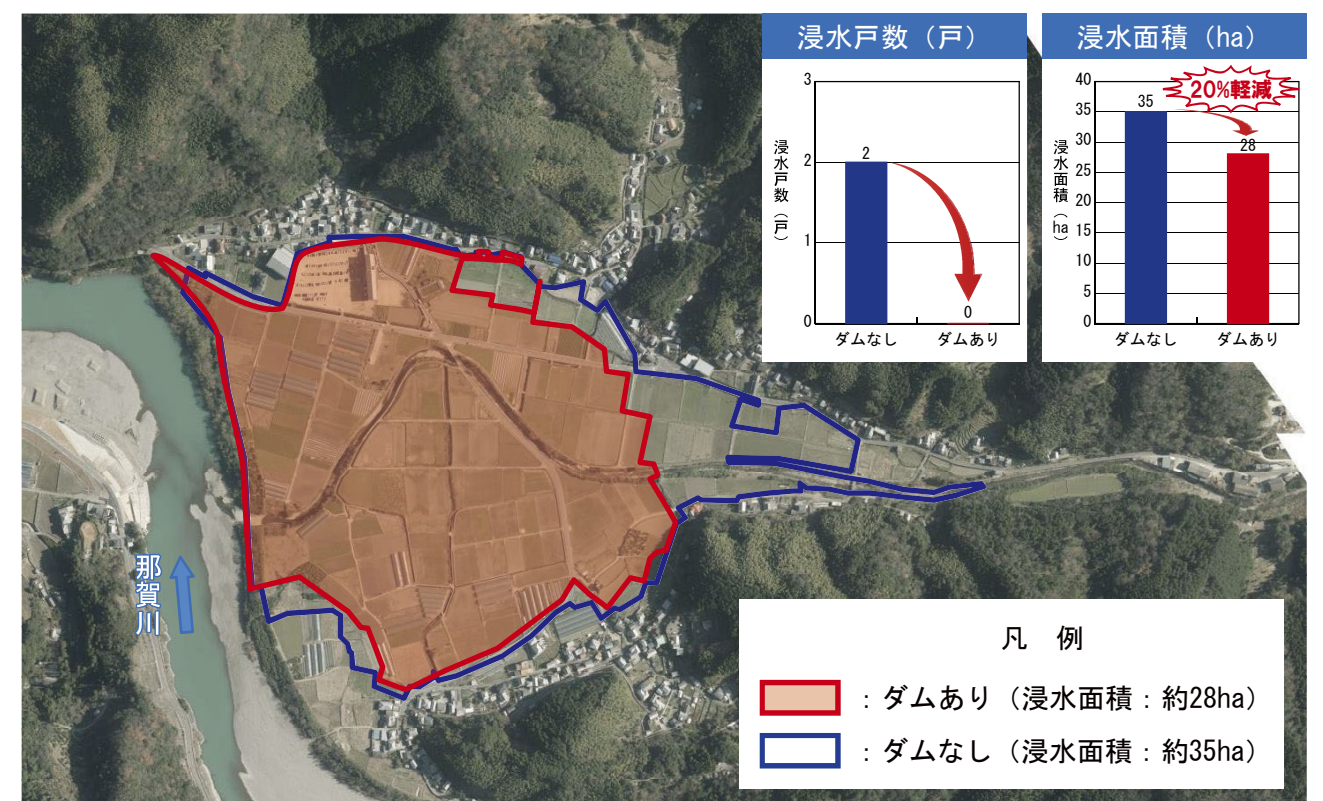 浸水戸数（戸）
3
2
1
0
浸水戸数（戸）
2
0
ダムなし
ダムあり
浸水面積（ha）
40
35
30
25
20
15
10
5
0
浸水面積（ha）
35
28
20%軽減
ダムなし
ダムあり
那賀川
凡 例
：ダムあり（浸水面積：約28ha）
：ダムなし（浸水面積：約35ha）